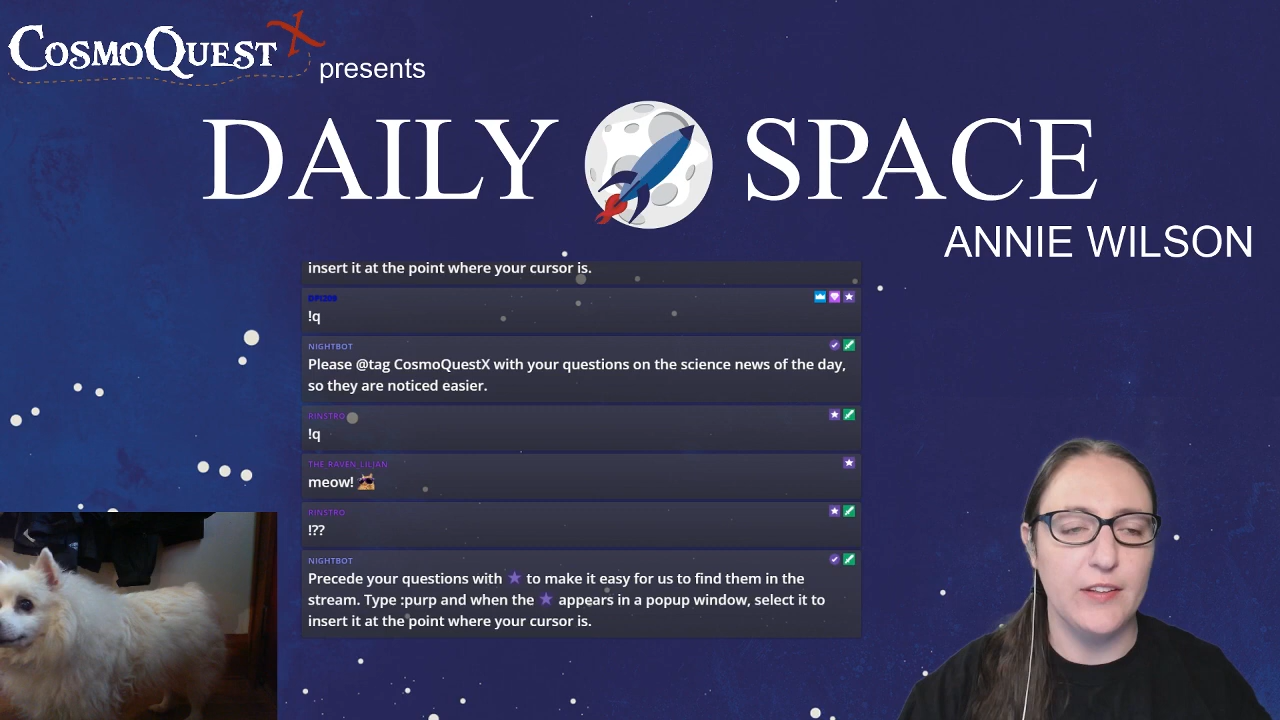 COSMOQUEST X
presents
DAILY SPACE
ANNIE WILSON
insert it at the point where your cursor is.
DPI209
!q
NIGHTBOT
Please @tag CosmoQuestX with your questions on the science news of the day,
so they are noticed easier.
RINSTRO
!q
THE_RAVEN_LILIAN
meow!
RINSTRO
!??
NIGHTBOT
Precede your questions with to make it easy for us to find them in the
stream. Type :purp and when the appears in a popup window, select it to
insert it at the point where your cursor is.